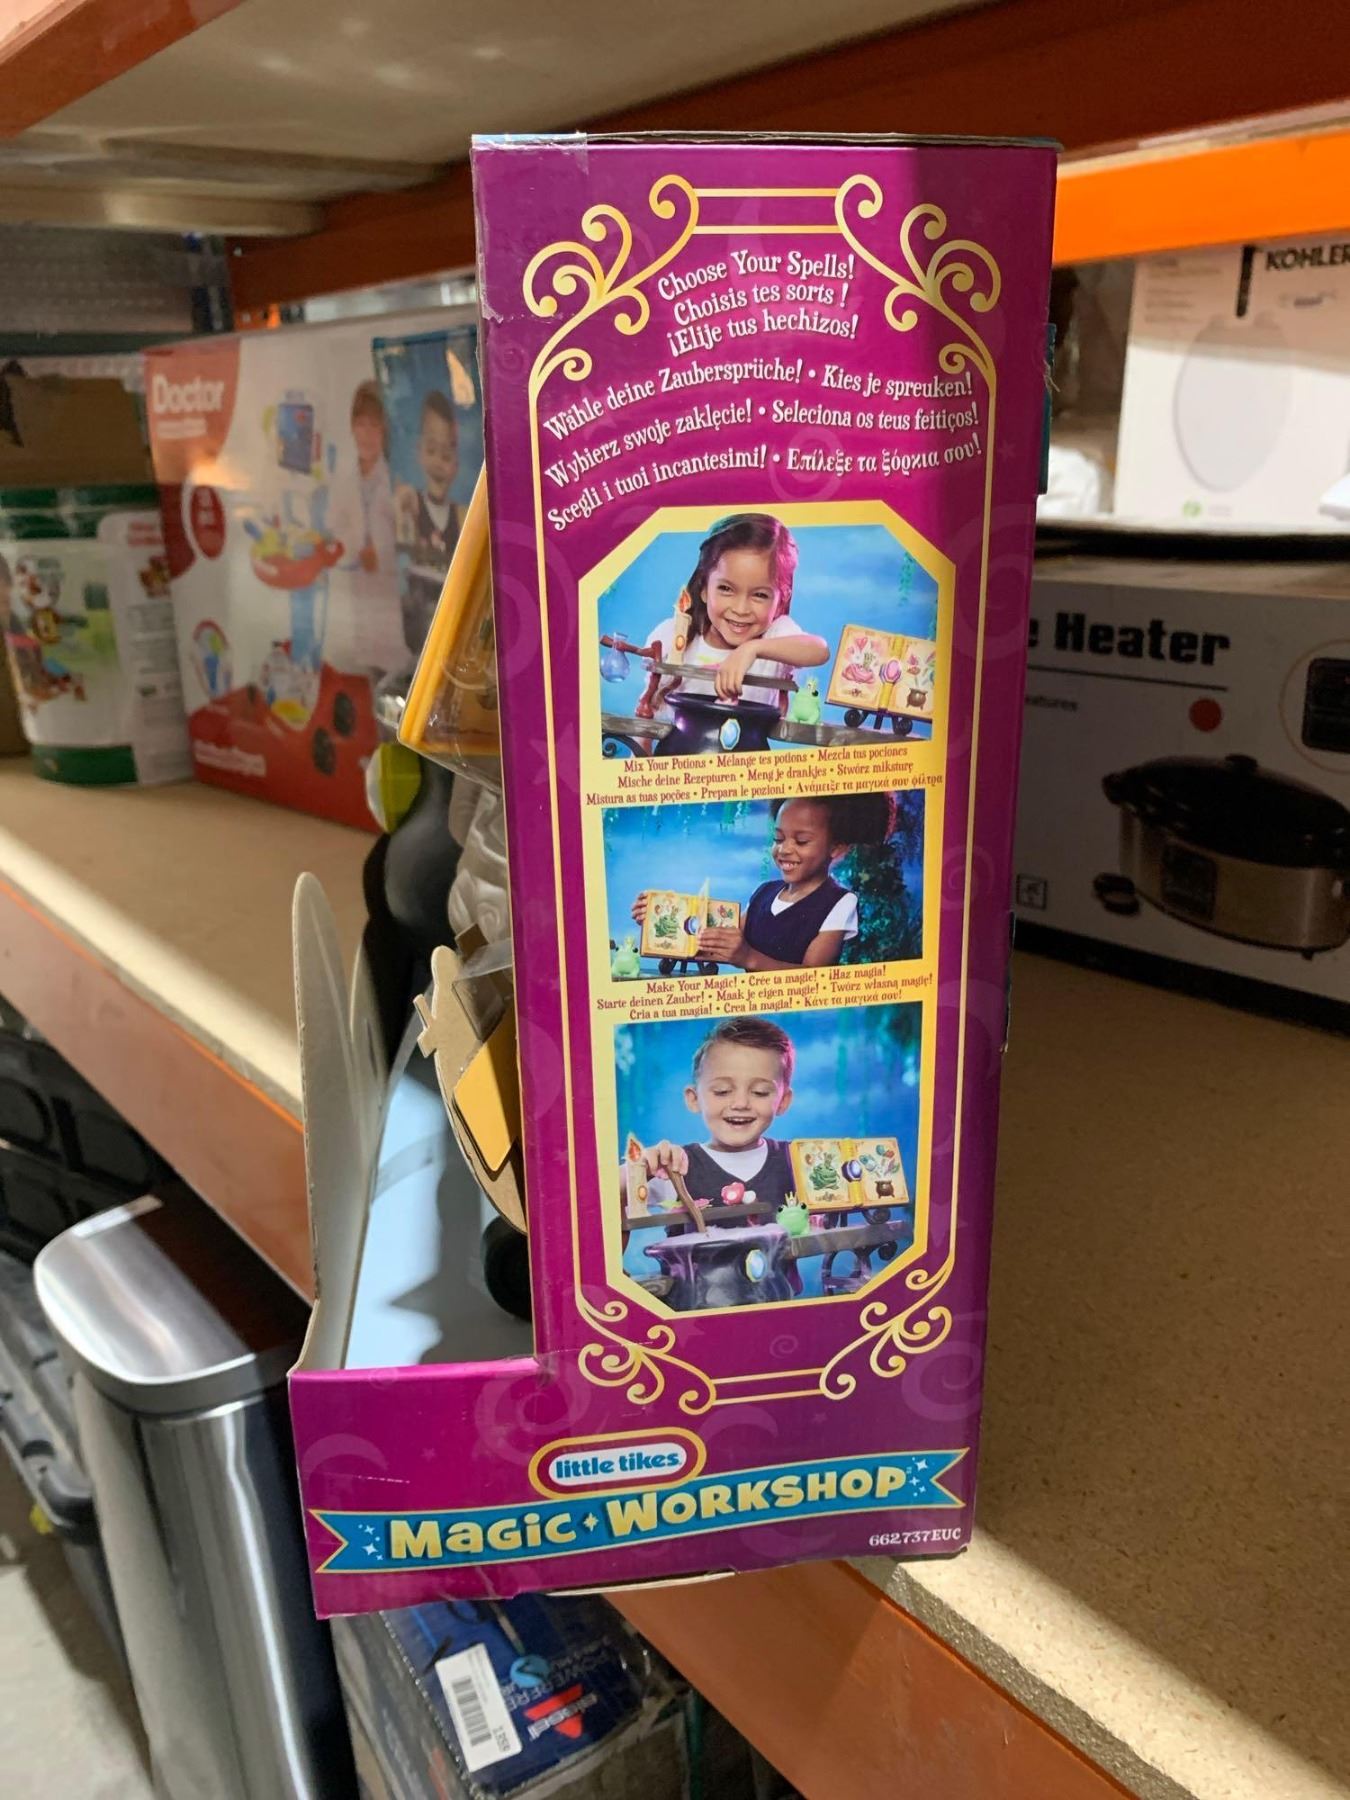 Choose Your Spells!
Choisis tes sorts !
¡Elije tus hechizos!
Wähle deine Zaubersprüche! • Kies je spreuken!
Wybierz swoje zaklęcie! • Seleciona os teus feitiços!
Scegli i tuoi incantesimi! • Επίλεξε τα ξόρκια σου!
Mix Your Potions • Mélange tes potions • Mezcla tus pociones
Mische deine Rezepturen • Meng je drankjes • Stwórz miksturę
Mistura as tuas poções • Prepara le pozioni • Ανάμειξε τα μαγικά σου φίλτρα
Make Your Magic! • Crée ta magie! • ¡Haz magia!
Starte deinen Zauber! • Maak je eigen magie! • Twórz własną magię!
Cria a tua magia! • Crea la magia! • Κάνε τα μαγικά σου!
little tikes
MAGIC WORKSHOP
662737EUC
Doctor
KOHLER
Heater
POWERFRE
BISSELL
1355E